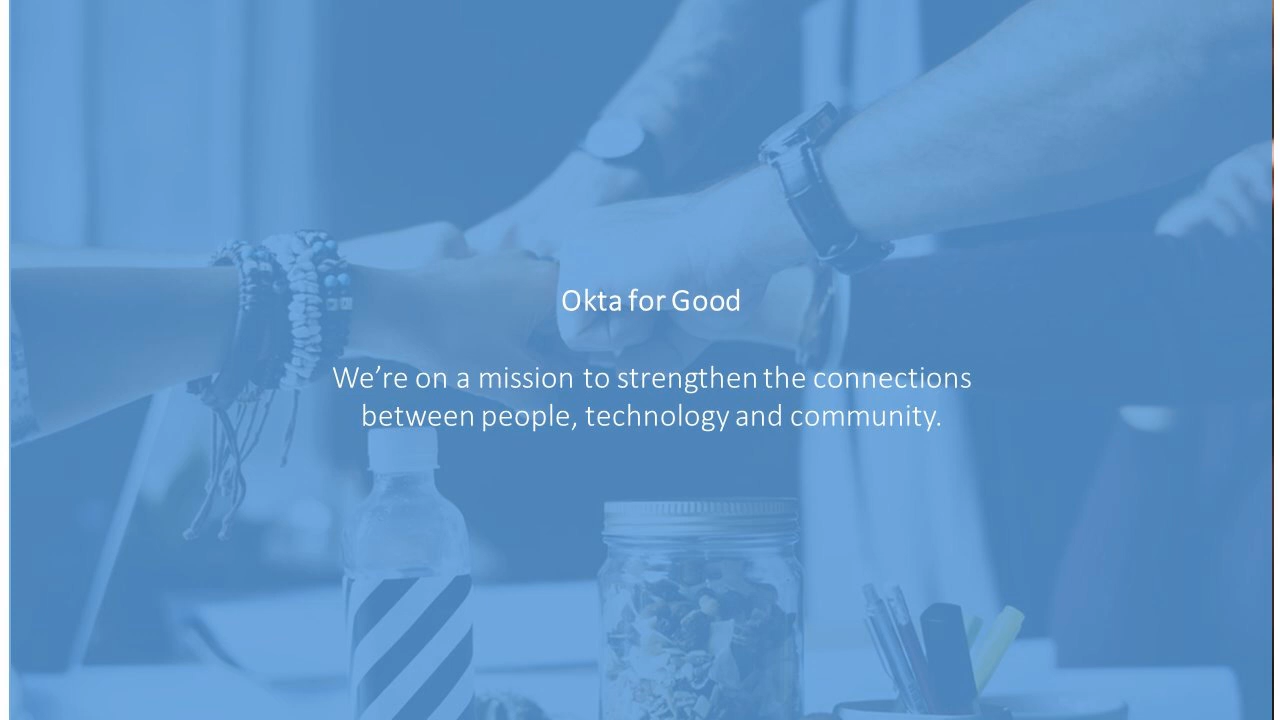 Okta for Good
We’re on a mission to strengthen the connections
between people, technology and community.